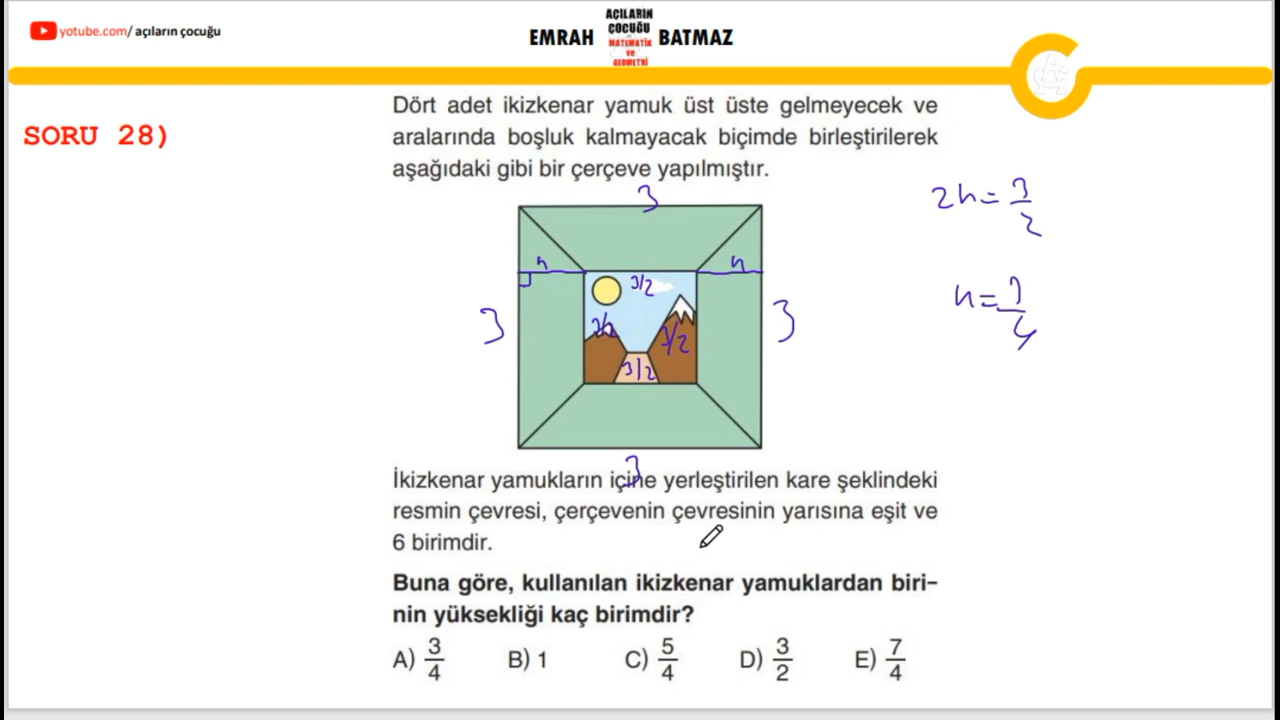 yotube.com/ açıların çocuğu
EMRAH
AÇILARIN
ÇOCUĞU
MATEMATİK
ve
GEOMETRİ
BATMAZ
SORU 28)
Dört adet ikizkenar yamuk üst üste gelmeyecek ve
aralarında boşluk kalmayacak biçimde birleştirilerek
aşağıdaki gibi bir çerçeve yapılmıştır.
3
h
h
3/2
3
3/2
3/2
3
3/2
3
2h=3/2
h=3/4
İkizkenar yamukların içine yerleştirilen kare şeklindeki
resmin çevresi, çerçevenin çevresinin yarısına eşit ve
6 birimdir.
Buna göre, kullanılan ikizkenar yamuklardan biri–
nin yüksekliği kaç birimdir?
A) 3/4 B) 1 C) 5/4 D) 3/2 E) 7/4